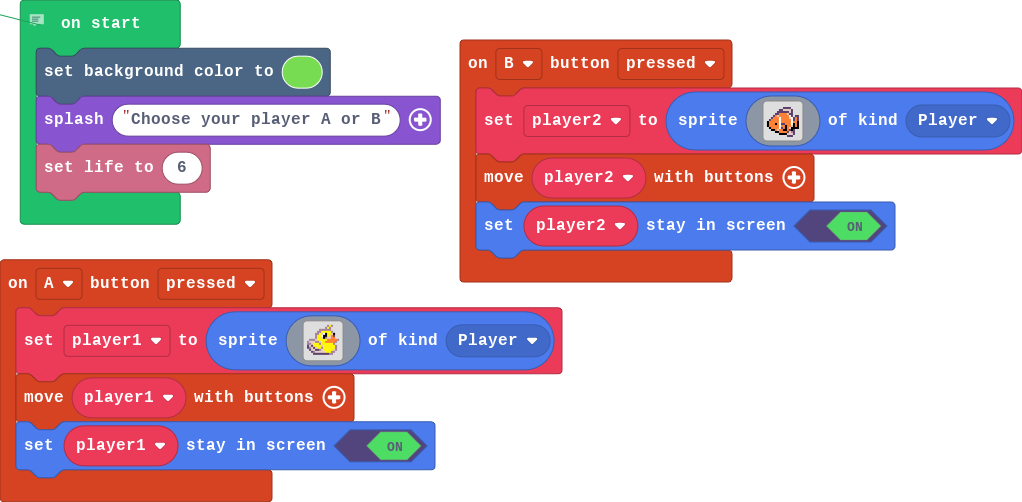 on start
set background color to
splash "Choose your player A or B"
set life to 6
on B button pressed
set player2 to sprite of kind Player
move player2 with buttons
set player2 stay in screen ON
on A button pressed
set player1 to sprite of kind Player
move player1 with buttons
set player1 stay in screen ON